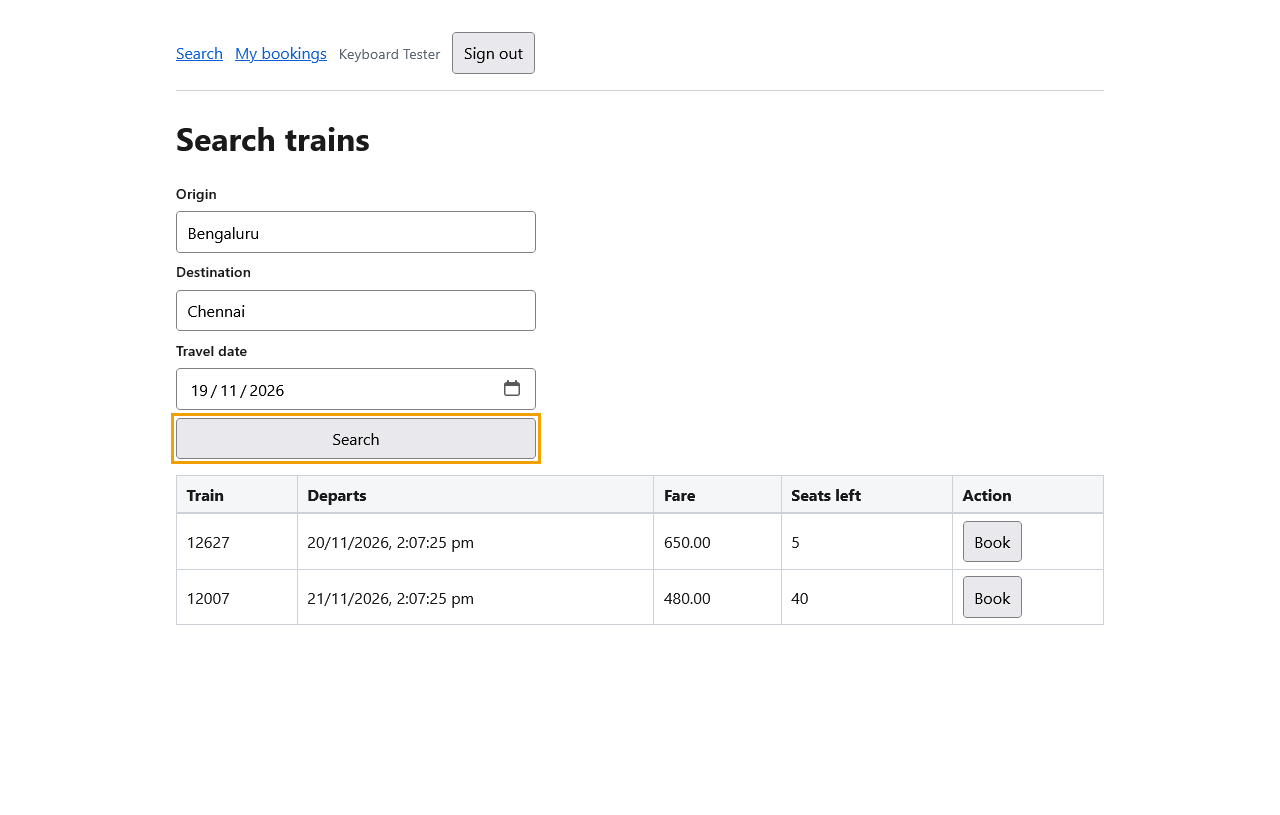 Search My bookings Keyboard Tester Sign out
Search trains
Origin
Bengaluru
Destination
Chennai
Travel date
19/11/2026
Search
Train Departs Fare Seats left Action
12627 20/11/2026, 2:07:25 pm 650.00 5 Book
12007 21/11/2026, 2:07:25 pm 480.00 40 Book